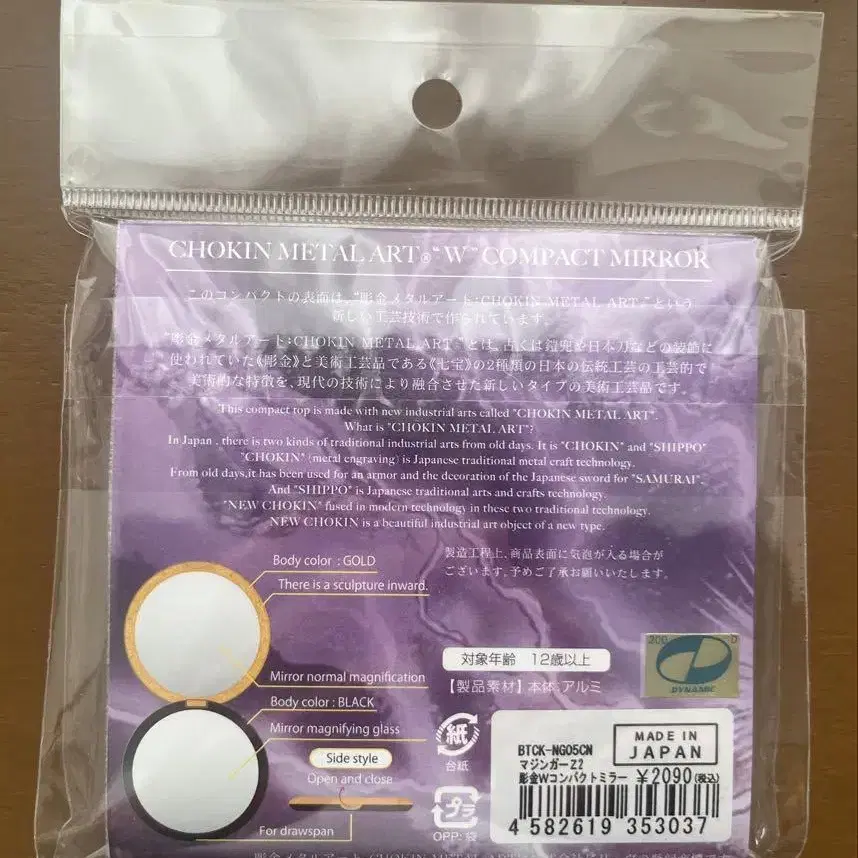 CHOKIN METAL ART® "W" COMPACT MIRROR
このコンパクトの表面は、"彫金メタルアート:CHOKIN METAL ART "という
新しい工芸技術で作られています。
"彫金メタルアート:CHOKIN METAL ART "とは、古くは鎧兜や日本刀などの装飾に
使われていた《彫金》と美術工芸品である《七宝》の2種類の日本の伝統工芸の工芸的で
美術的な特徴を、現代の技術により融合させた新しいタイプの美術工芸品です。
This compact top is made with new industrial arts called "CHOKIN METAL ART".
What is "CHOKIN METAL ART"?
In Japan , there is two kinds of traditional industrial arts from old days. It is "CHOKIN" and "SHIPPO"
"CHOKIN" (metal engraving) is Japanese traditional metal craft technology.
From old days,it has been used for an armor and the decoration of the Japanese sword for "SAMURAI".
And "SHIPPO" is Japanese traditional arts and crafts technology.
"NEW CHOKIN" fused in modern technology in these two traditional technology.
NEW CHOKIN is a beautiful industrial art object of a new type.
製造工程上、商品表面に気泡が入る場合が
ございます。予めご了承お願いいたします。
Body color : GOLD
There is a sculpture inward.
Mirror normal magnification
Body color : BLACK
Mirror magnifying glass
Side style
Open and close
For drawspan
対象年齢 12歳以上
【製品素材】本体:アルミ
DYNAMIC
紙
台紙
プラ
OPP:袋
BTCK-NG05CN
MADE IN
JAPAN
マジンガーZ2
彫金Wコンパクトミラー ¥2090(税込)
4 582619 353037